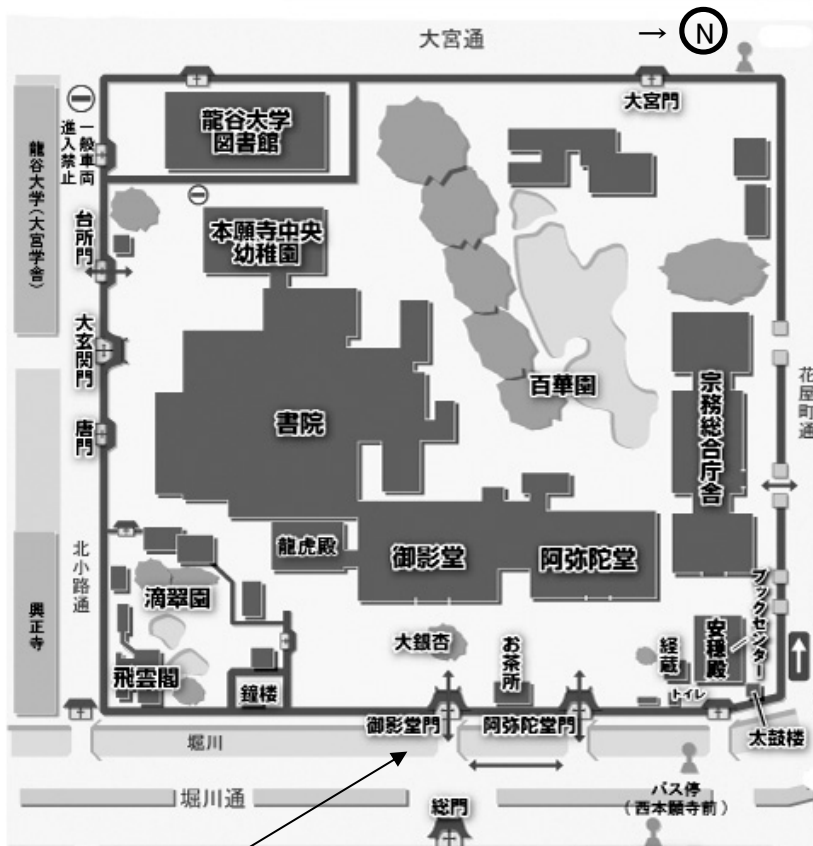 大宮通
→ N
大宮門
龍谷大学
図書館
一般車両
進入禁止
龍谷大学(大宮学舎)
台所門
本願寺中央
幼稚園
大玄関門
唐門
書院
百華園
宗務総合庁舎
花屋町通
北小路通
興正寺
龍虎殿
御影堂
阿弥陀堂
滴翠園
飛雲閣
鐘楼
大銀杏
お茶所
経蔵
安穏殿
ブックセンター
トイレ
御影堂門
阿弥陀堂門
太鼓楼
堀川
堀川通
総門
バス停
(西本願寺前)